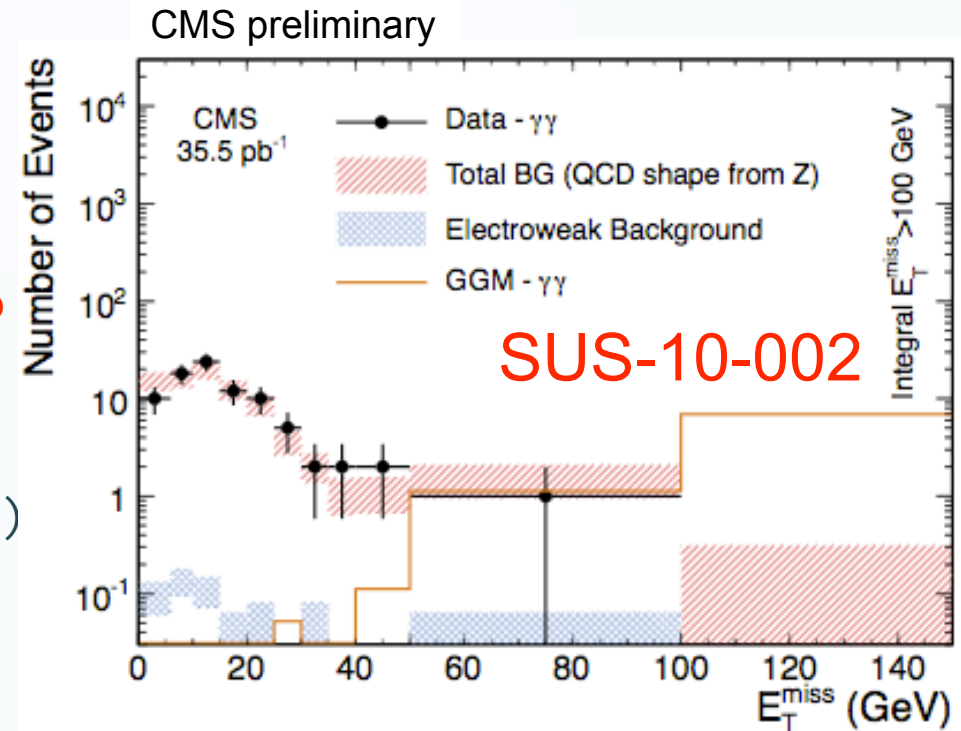 CMS preliminary
Number of Events
10⁴
10³
10²
10
1
10⁻¹
CMS
35.5 pb⁻¹
Data - γγ
Total BG (QCD shape from Z)
Electroweak Background
GGM - γγ
Integral E_T^miss>100 GeV
SUS-10-002
)
0 20 40 60 80 100 120 140
E_T^miss (GeV)